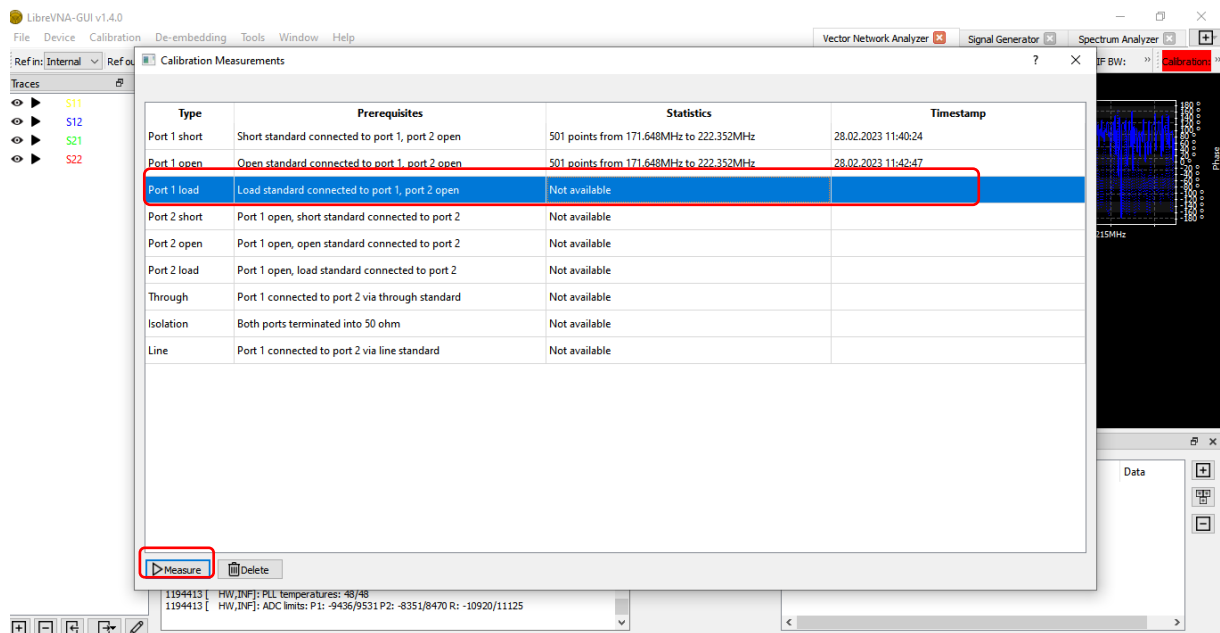 LibreVNA-GUI v1.4.0
File Device Calibration De-embedding Tools Window Help
Vector Network Analyzer Signal Generator Spectrum Analyzer
Ref in: Internal Ref ou
IF BW: » Calibration: »
Calibration Measurements ?
Traces
S11
S12
S21
S22
Type Prerequisites Statistics Timestamp
Port 1 short Short standard connected to port 1, port 2 open 501 points from 171.648MHz to 222.352MHz 28.02.2023 11:40:24
Port 1 open Open standard connected to port 1, port 2 open 501 points from 171.648MHz to 222.352MHz 28.02.2023 11:42:47
Port 1 load Load standard connected to port 1, port 2 open Not available
Port 2 short Port 1 open, short standard connected to port 2 Not available
Port 2 open Port 1 open, open standard connected to port 2 Not available
Port 2 load Port 1 open, load standard connected to port 2 Not available
Through Port 1 connected to port 2 via through standard Not available
Isolation Both ports terminated into 50 ohm Not available
Line Port 1 connected to port 2 via line standard Not available
Measure Delete
180 °
-180 °
Phase
215MHz
Data
1194413 [ HW,INF]: PLL temperatures: 48/48
1194413 [ HW,INF]: ADC limits: P1: -9436/9531 P2: -8351/8470 R: -10920/11125